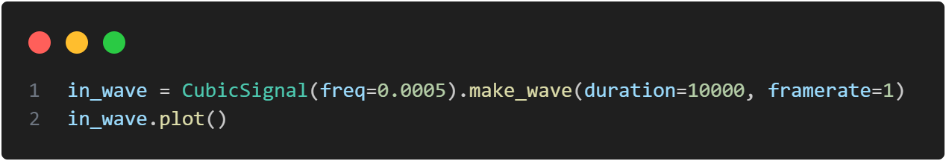 1 in_wave = CubicSignal(freq=0.0005).make_wave(duration=10000, framerate=1)
2 in_wave.plot()